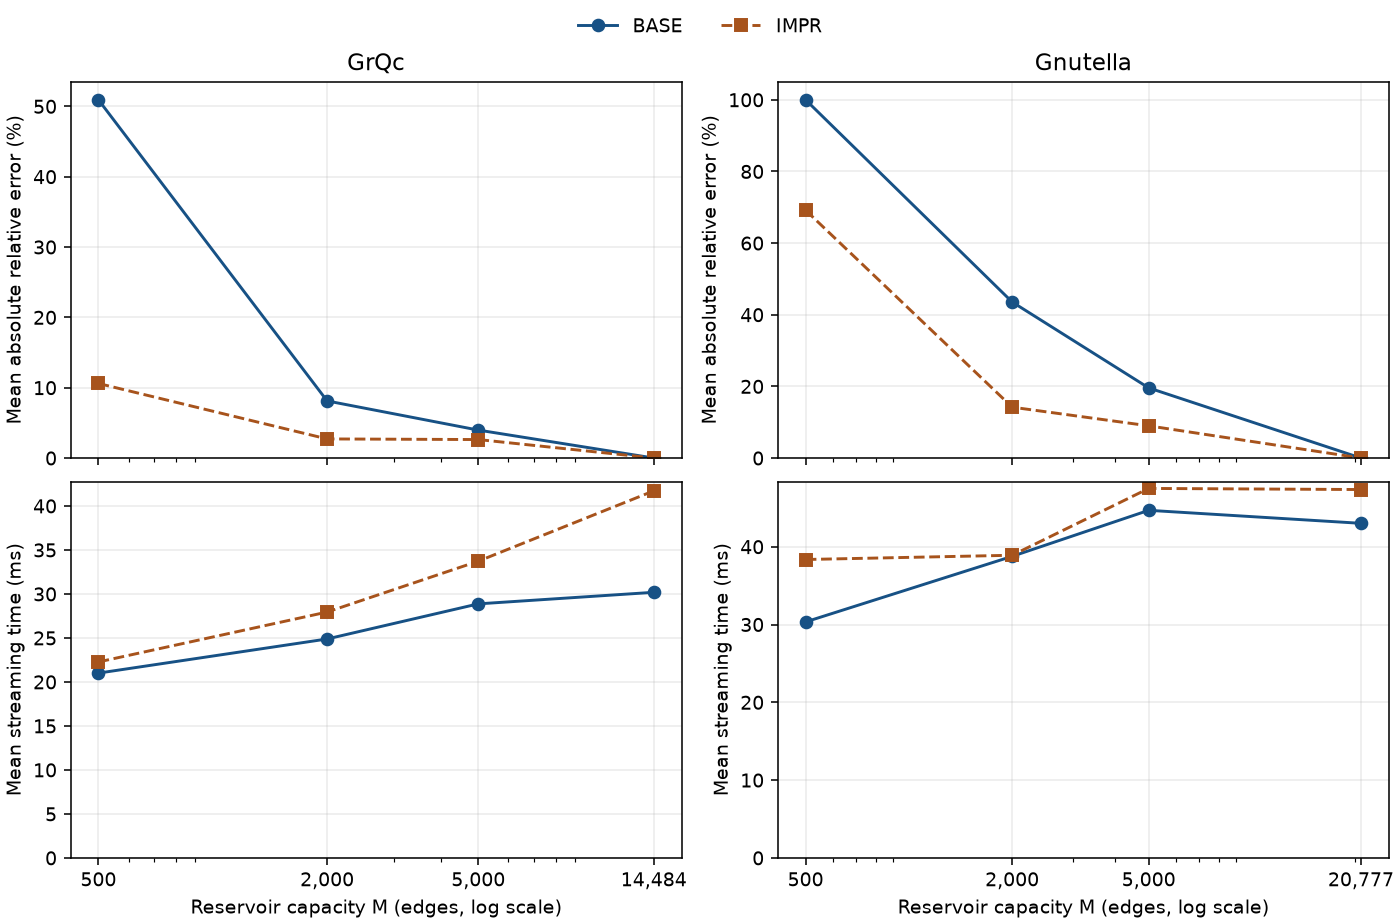 BASE IMPR
GrQc
Mean absolute relative error (%)
50
40
30
20
10
0
Gnutella
Mean absolute relative error (%)
100
80
60
40
20
0
Mean streaming time (ms)
40
35
30
25
20
15
10
5
0
500 2,000 5,000 14,484
Reservoir capacity M (edges, log scale)
Mean streaming time (ms)
40
30
20
10
0
500 2,000 5,000 20,777
Reservoir capacity M (edges, log scale)